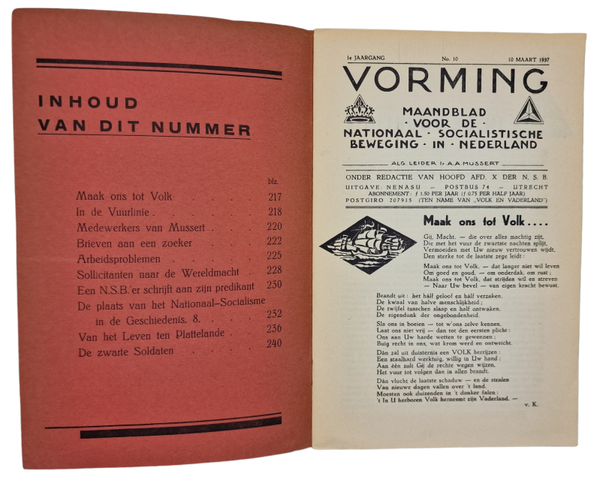 INHOUD
VAN DIT NUMMER
blz.
Maak ons tot Volk 217
In de Vuurlinie . 218
Medewerkers van Mussert . 220
Brieven aan een zoeker . 222
Arbeidsproblemen . 225
Sollicitanten naar de Wereldmacht . 228
Een N.S.B.er schrijft aan zijn predikant 230
De plaats van het Nationaal-Socialisme
in de Geschiedenis. 8. . 232
Van het Leven ten Plattelande . 236
De zwarte Soldaten . 240
1e JAARGANG No. 10 10 MAART 1937
VORMING
MAANDBLAD
VOOR DE
NATIONAAL · SOCIALISTISCHE
BEWEGING · IN · NEDERLAND
ALG. LEIDER Ir. A.A. MUSSERT
ONDER REDACTIE VAN HOOFD AFD. X DER N. S. B.
UITGAVE NENASU - POSTBUS 74 - UTRECHT
ABONNEMENT: ƒ 1.50 PER JAAR (ƒ 0.75 PER HALF JAAR)
POSTGIRO 207915 (TEN NAME VAN „VOLK EN VADERLAND")
Maak ons tot Volk....
Gij, Macht, — die over alles machtig zijt,
Die met het vuur de zwartste nachten splijt,
Vermoeiden met Uw nieuw vertrouwen wijdt,
Den sterke tot de laatste zege leidt:
Maak ons tot Volk, — dat langer niet wil leven
Om goed en goud, — om onderdak, om rust;
Maak ons tot Volk, dat strijden wil en streven
- Naar Uw bevel — van eigen kracht bewust.
Brandt uit: het half geloof en half verzaken,
De kwaal van halve menschelijkheid;
De twijfel tusschen slaap en half ontwaken,
De eigendunk der ongebondenheid.
Sla ons in boeien — tot w'ons zelve kennen,
Laat ons niet vrij — dan tot den eersten plicht:
Ons aan Uw harde wetten te gewennen;
Buig recht in ons, wat krom werd en ontwricht.
Dán zal uit duisternis een VOLK herrijzen:
Een staalhard werktuig, willig in Uw hand;
Aan één zult Gij de rechte wegen wijzen,
Het vuur tot volgen dan in allen brandt.
Dán vlucht de laatste schaduw — en de stralen
Van nieuwe dagen vallen over 't land.
Moesten ook duizenden in 't donker falen:
't In U herboren Volk herneemt zijn Vaderland. —
v. K.